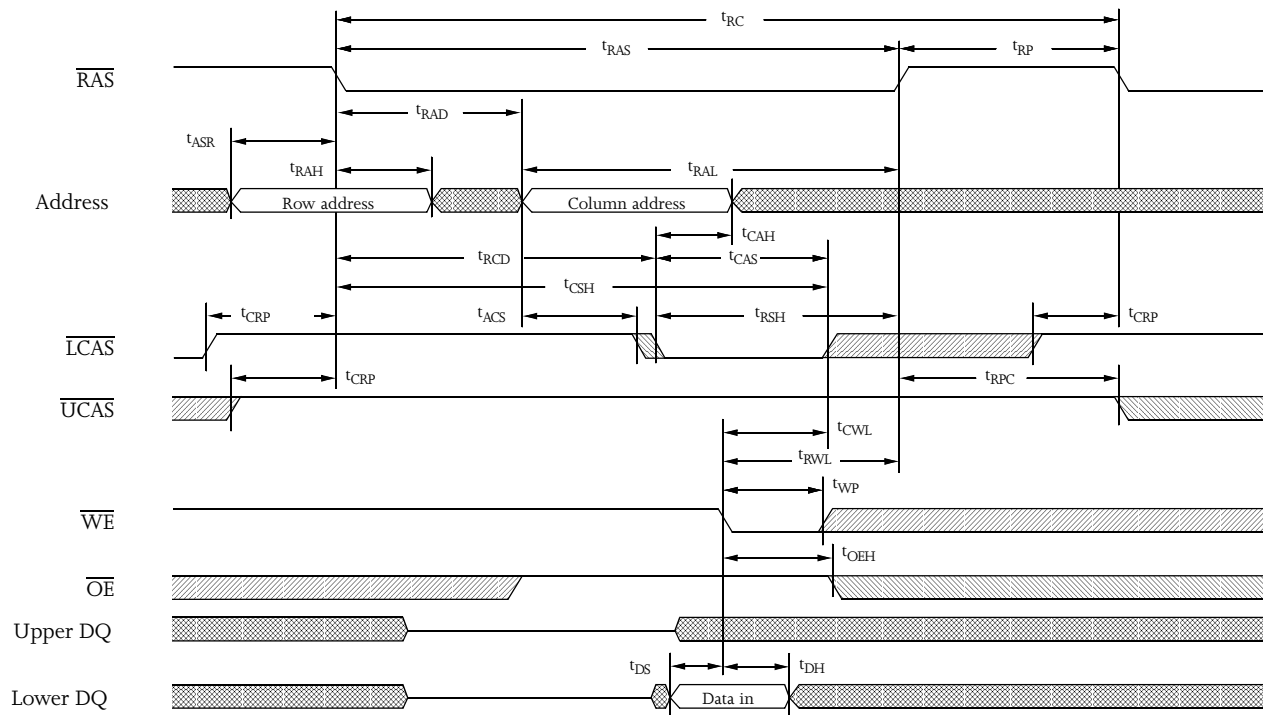 tRC
tRAS
tRP
RAS
tRAD
tASR
tRAH
tRAL
Address
Row address
Column address
tCAH
tRCD
tCAS
tCSH
tCRP
tACS
tRSH
tCRP
LCAS
tCRP
tRPC
UCAS
tCWL
tRWL
tWP
WE
tOEH
OE
Upper DQ
tDS
tDH
Lower DQ
Data in